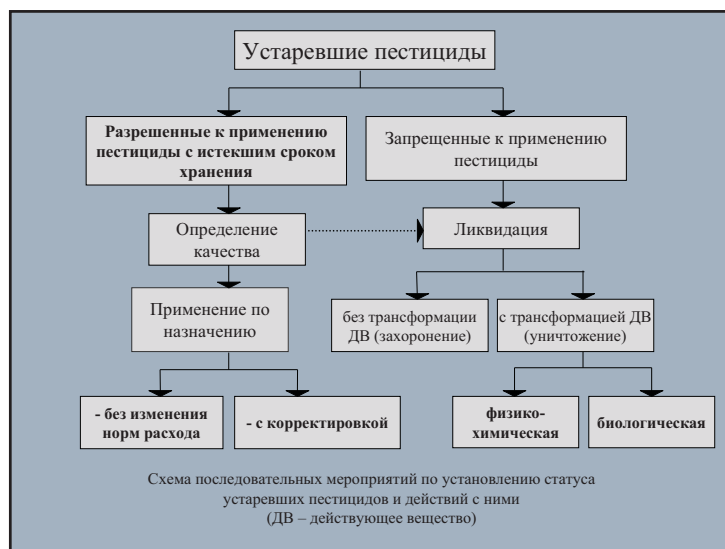 Устаревшие пестициды
Разрешенные к применению
пестициды с истекшим сроком
хранения
Запрещенные к применению
пестициды
Определение
качества
Ликвидация
Применение по
назначению
без трансформации
ДВ (захоронение)
с трансформацией ДВ
(уничтожение)
- без изменения
норм расхода
- с корректировкой
физико-
химическая
биологическая
Схема последовательных мероприятий по установлению статуса
устаревших пестицидов и действий с ними
(ДВ – действующее вещество)